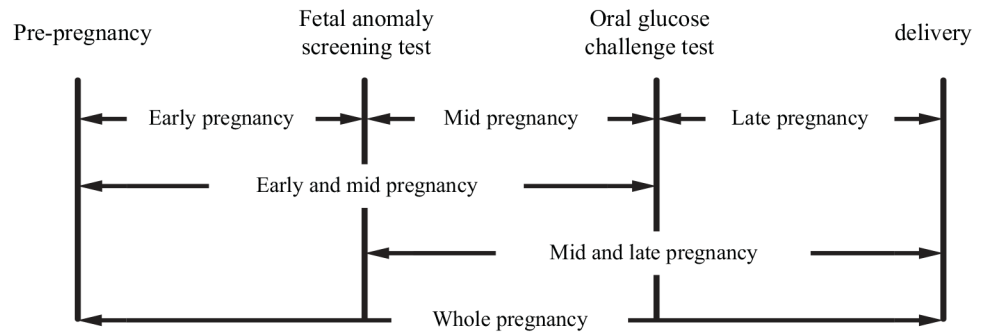 Pre-pregnancy
Fetal anomaly
screening test
Oral glucose
challenge test
delivery
Early pregnancy
Mid pregnancy
Late pregnancy
Early and mid pregnancy
Mid and late pregnancy
Whole pregnancy